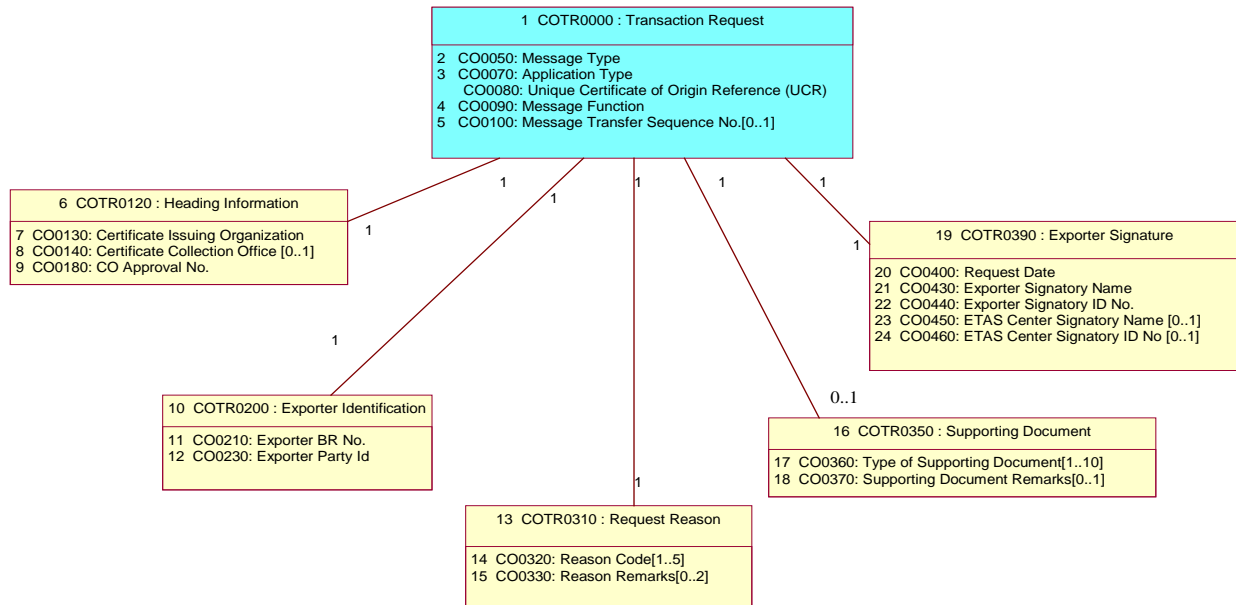 1 COTR0000 : Transaction Request
2 CO0050: Message Type
3 CO0070: Application Type
CO0080: Unique Certificate of Origin Reference (UCR)
4 CO0090: Message Function
5 CO0100: Message Transfer Sequence No.[0..1]
1
1
1
1
1
6 COTR0120 : Heading Information
7 CO0130: Certificate Issuing Organization
8 CO0140: Certificate Collection Office [0..1]
9 CO0180: CO Approval No.
1
1
19 COTR0390 : Exporter Signature
20 CO0400: Request Date
21 CO0430: Exporter Signatory Name
22 CO0440: Exporter Signatory ID No.
23 CO0450: ETAS Center Signatory Name [0..1]
24 CO0460: ETAS Center Signatory ID No [0..1]
1
10 COTR0200 : Exporter Identification
11 CO0210: Exporter BR No.
12 CO0230: Exporter Party Id
0..1
16 COTR0350 : Supporting Document
17 CO0360: Type of Supporting Document[1..10]
18 CO0370: Supporting Document Remarks[0..1]
1
13 COTR0310 : Request Reason
14 CO0320: Reason Code[1..5]
15 CO0330: Reason Remarks[0..2]